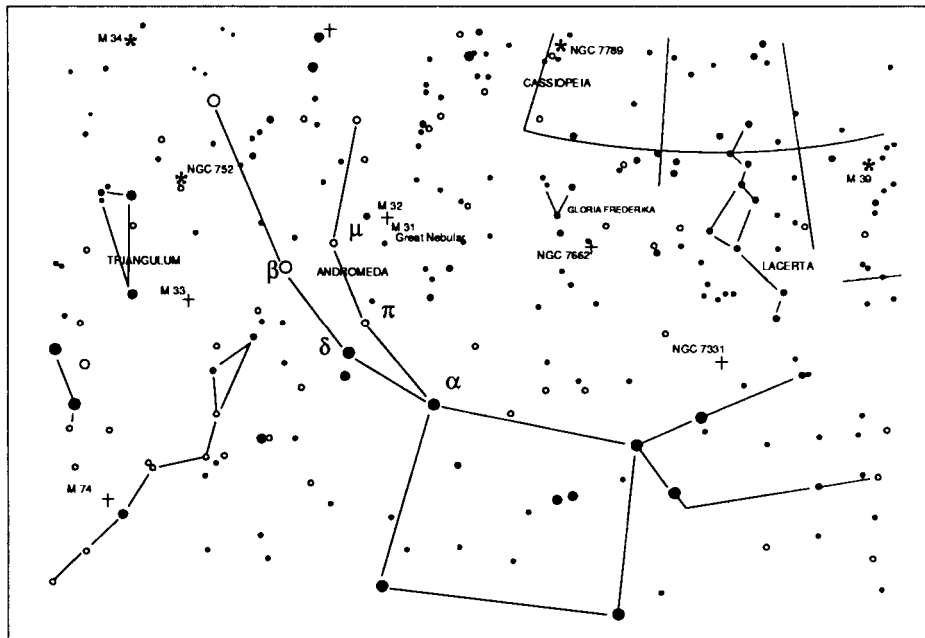 M 34
NGC 7789
CASSIOPEIA
NGC 752
M 39
M 32
M 31
Great Nebular
GLORIA FREDERIKA
μ
NGC 7662
TRIANGULUM
β
ANDROMEDA
LACERTA
M 33
π
δ
NGC 7331
α
M 74